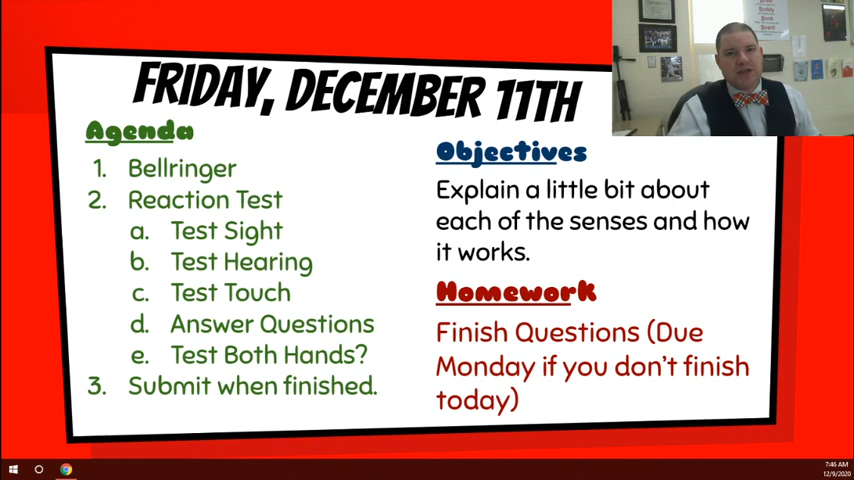 FRIDAY, DECEMBER 11TH
Agenda
1. Bellringer
2. Reaction Test
a. Test Sight
b. Test Hearing
c. Test Touch
d. Answer Questions
e. Test Both Hands?
3. Submit when finished.
Objectives
Explain a little bit about
each of the senses and how
it works.
Homework
Finish Questions (Due
Monday if you don't finish
today)
7:46 AM
12/9/2020